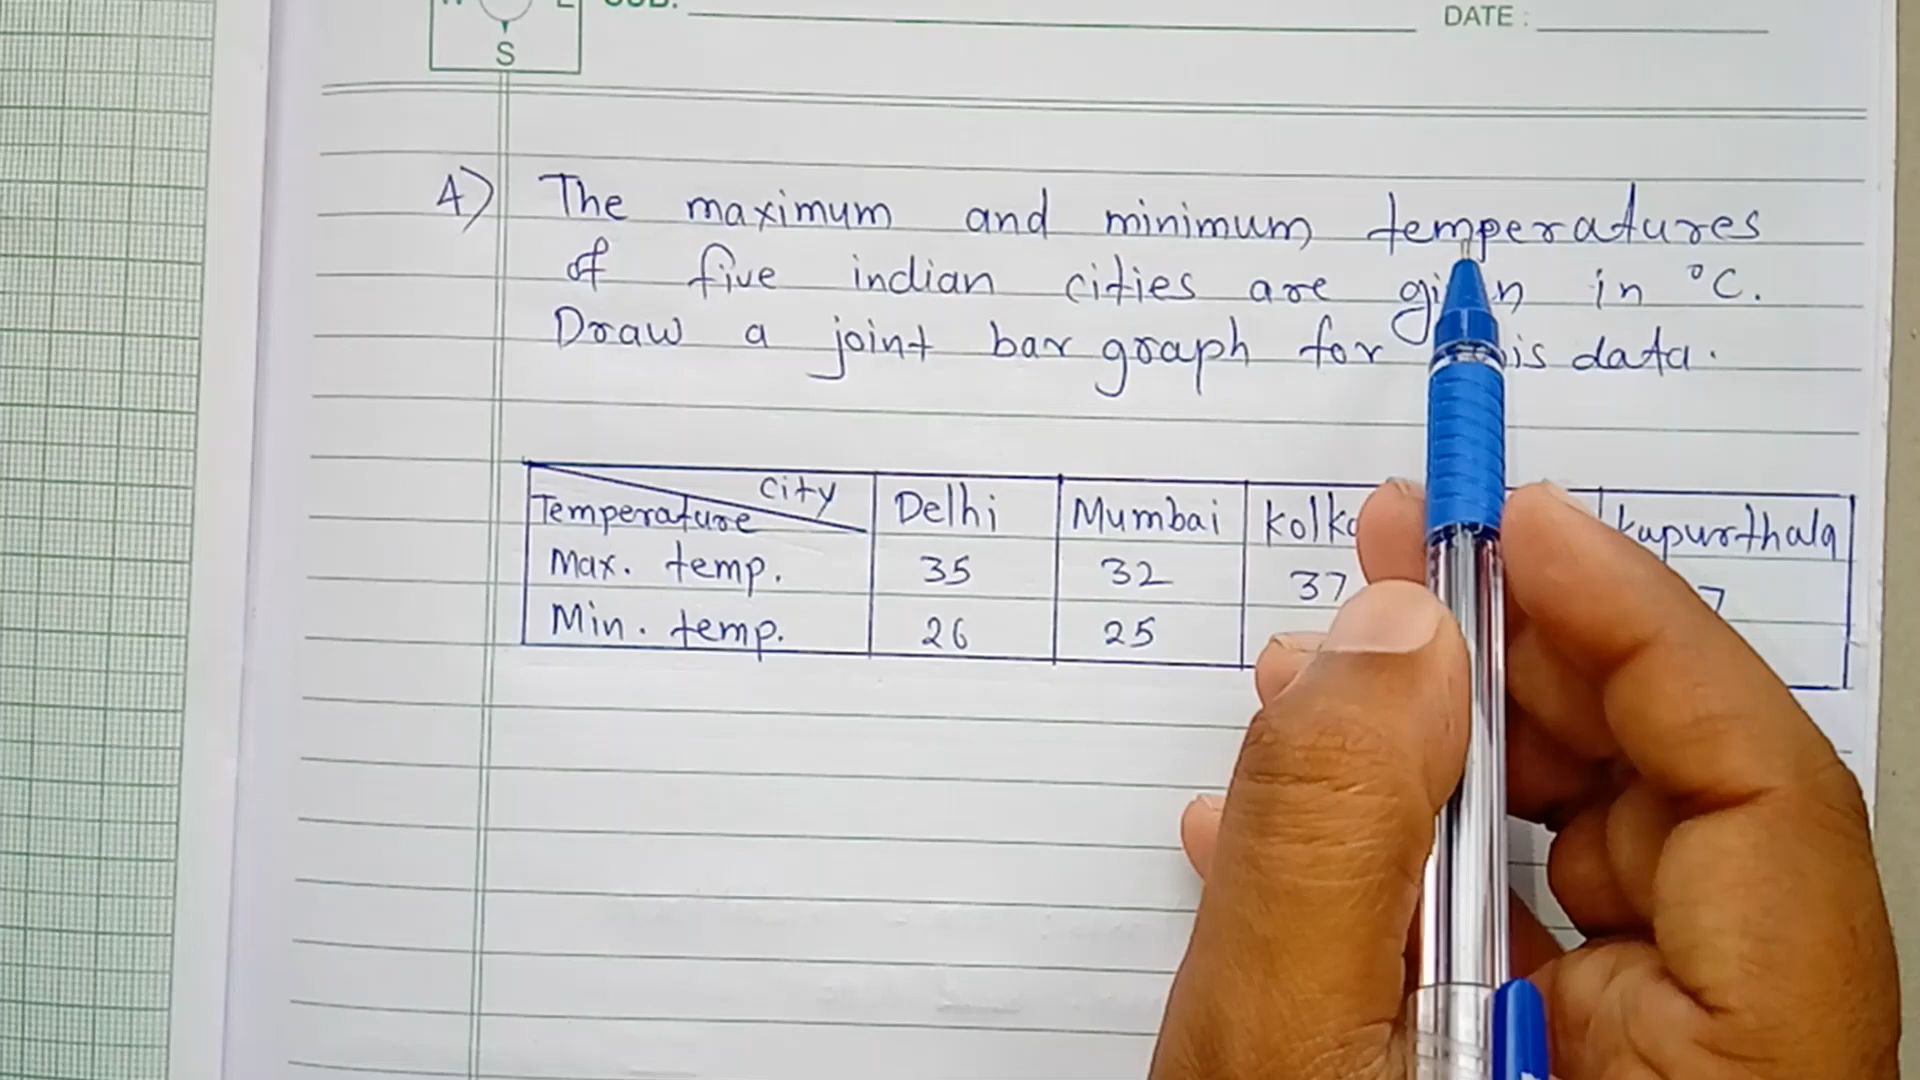 S
DATE :
4) The maximum and minimum temperatures
of five indian cities are in °C.
Draw a joint bar graph for data.
City Delhi Mumbai Kapurthala
Temperature
Max. temp. 35 32 37
Min. temp. 26 25